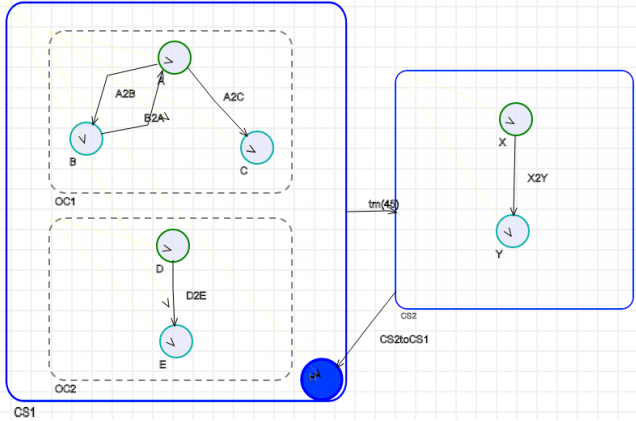 A
A2B
B2A
A2C
B
C
OC1
D
D2E
E
OC2
CS1
tm(45)
X
X2Y
Y
CS2
CS2toCS1